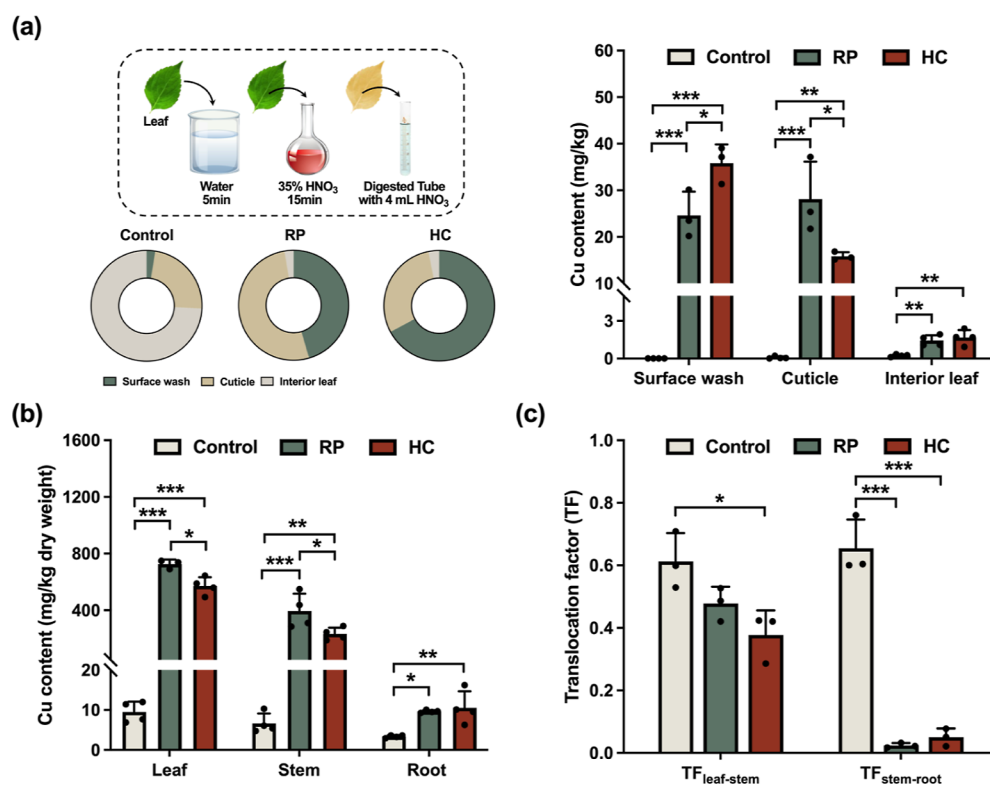 (a)
Leaf
Water
5min
35% HNO₃
15min
Digested Tube
with 4 mL HNO₃
Control
RP
HC
Surface wash
Cuticle
Interior leaf
Control
RP
HC
Cu content (mg/kg)
60
50
40
30
20
10
3
0
***
***
*
**
***
*
**
**
Surface wash
Cuticle
Interior leaf
(b)
Control
RP
HC
Cu content (mg/kg dry weight)
1600
1200
800
400
20
10
0
***
***
*
**
***
*
**
*
Leaf
Stem
Root
(c)
Control
RP
HC
Translocation factor (TF)
1.0
0.8
0.6
0.4
0.2
0.0
*
***
***
TFleaf-stem
TFstem-root